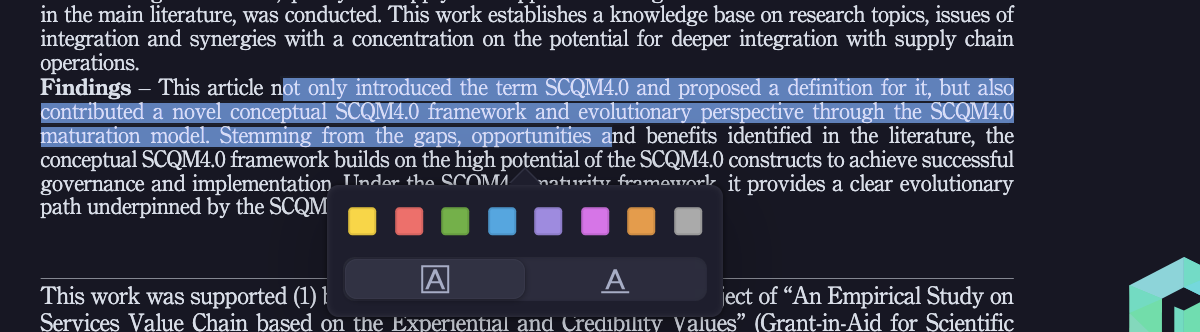 in the main literature, was conducted. This work establishes a knowledge base on research topics, issues of
integration and synergies with a concentration on the potential for deeper integration with supply chain
operations.
Findings – This article not only introduced the term SCQM4.0 and proposed a definition for it, but also
contributed a novel conceptual SCQM4.0 framework and evolutionary perspective through the SCQM4.0
maturation model. Stemming from the gaps, opportunities and benefits identified in the literature, the
conceptual SCQM4.0 framework builds on the high potential of the SCQM4.0 constructs to achieve successful
governance and implementation. Under the SCQM4 maturity framework, it provides a clear evolutionary
path underpinned by the SCQM
A A
This work was supported (1) ject of “An Empirical Study on
Services Value Chain based on the Experiential and Credibility Values” (Grant-in-Aid for Scientific